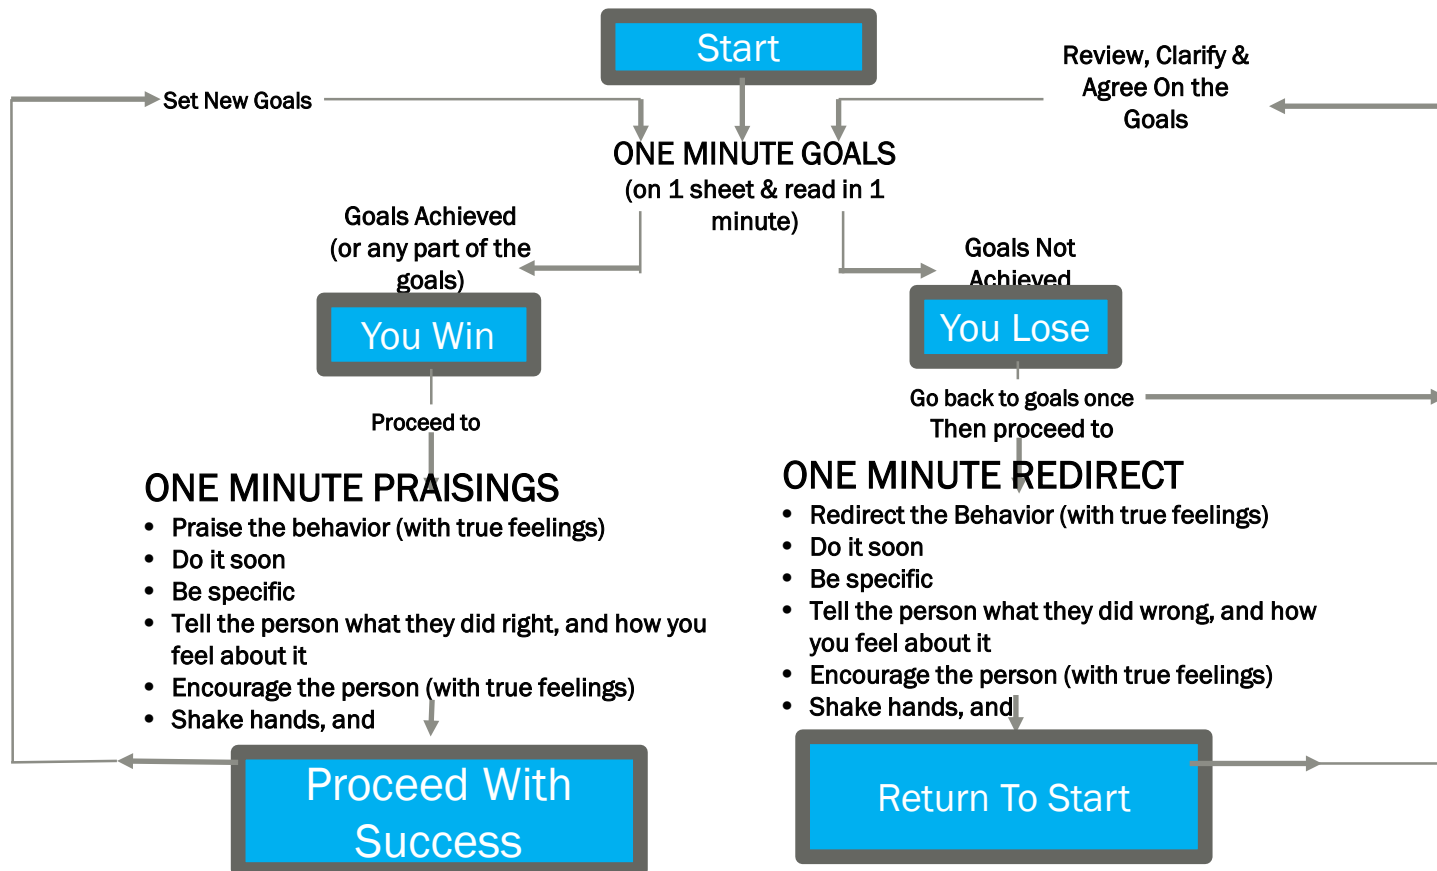 Start
Review, Clarify &
Agree On the
Goals
Set New Goals
ONE MINUTE GOALS
(on 1 sheet & read in 1
minute)
Goals Achieved
(or any part of the
goals)
Goals Not
Achieved
You Win
You Lose
Proceed to
Go back to goals once
Then proceed to
ONE MINUTE PRAISINGS
• Praise the behavior (with true feelings)
• Do it soon
• Be specific
• Tell the person what they did right, and how you
feel about it
• Encourage the person (with true feelings)
• Shake hands, and
ONE MINUTE REDIRECT
• Redirect the Behavior (with true feelings)
• Do it soon
• Be specific
• Tell the person what they did wrong, and how
you feel about it
• Encourage the person (with true feelings)
• Shake hands, and
Proceed With
Success
Return To Start